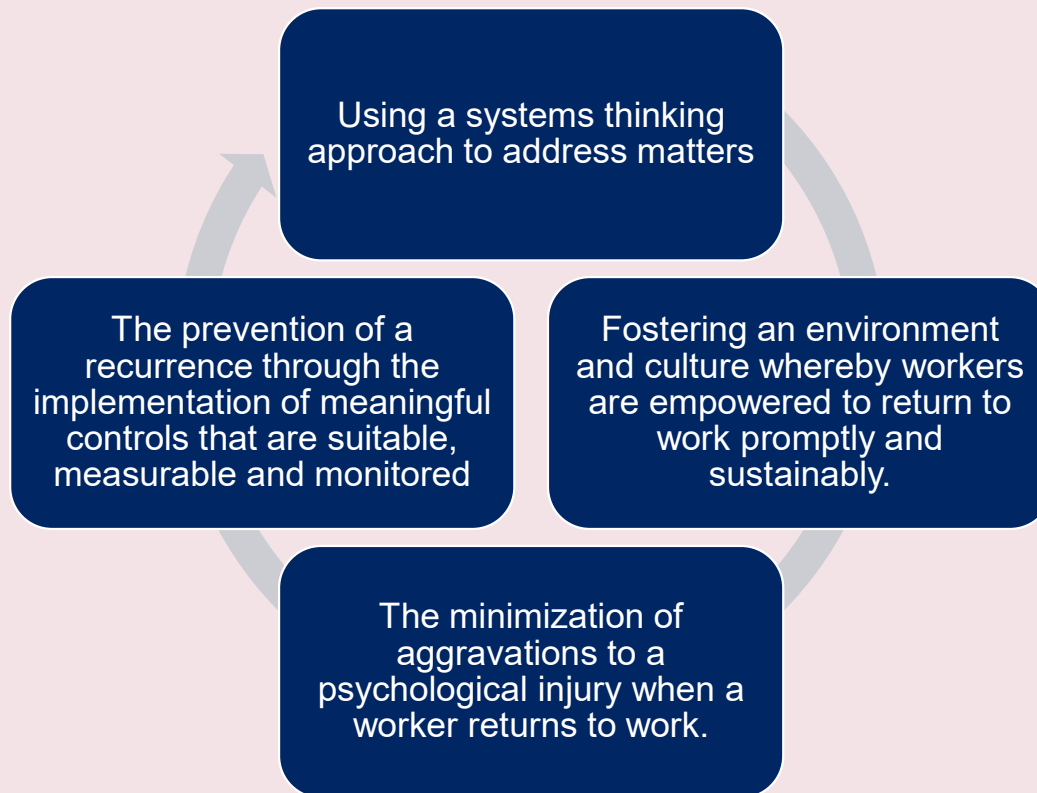 Using a systems thinking
approach to address matters
Fostering an environment
and culture whereby workers
are empowered to return to
work promptly and
sustainably.
The minimization of
aggravations to a
psychological injury when a
worker returns to work.
The prevention of a
recurrence through the
implementation of meaningful
controls that are suitable,
measurable and monitored